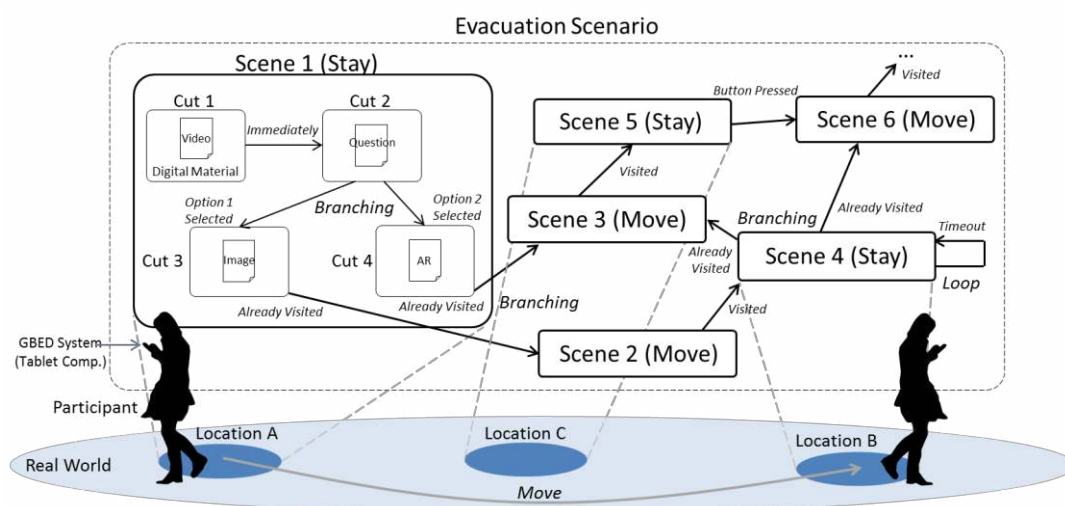 Evacuation Scenario
Scene 1 (Stay)
Cut 1
Video
Digital Material
Immediately
Cut 2
Question
Option 1
Selected
Branching
Option 2
Selected
Cut 3
Image
Already Visited
Cut 4
AR
Already Visited
Branching
Scene 5 (Stay)
Button Pressed
Scene 6 (Move)
...
Visited
Visited
Scene 3 (Move)
Already
Visited
Branching
Already Visited
Scene 4 (Stay)
Timeout
Loop
Visited
Scene 2 (Move)
GBED System
(Tablet Comp.)
Participant
Real World
Location A
Location C
Location B
Move